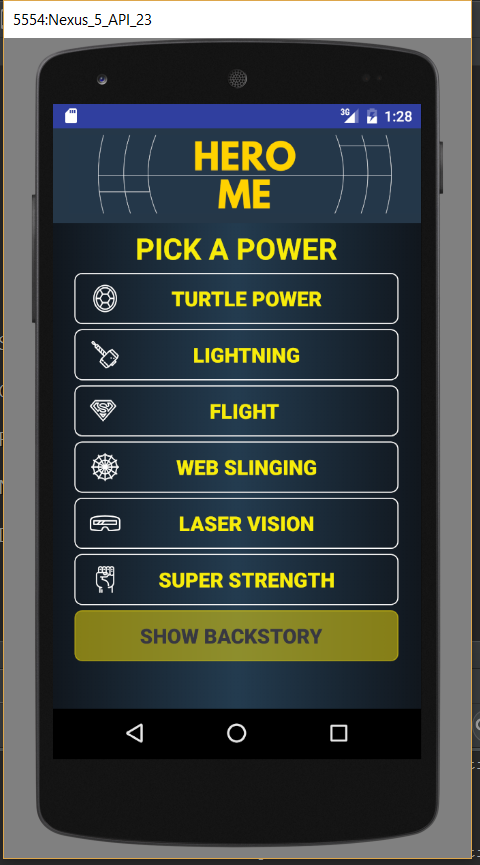 5554:Nexus_5_API_23
3G 1:28
HERO
ME
PICK A POWER
TURTLE POWER
LIGHTNING
FLIGHT
WEB SLINGING
LASER VISION
SUPER STRENGTH
SHOW BACKSTORY